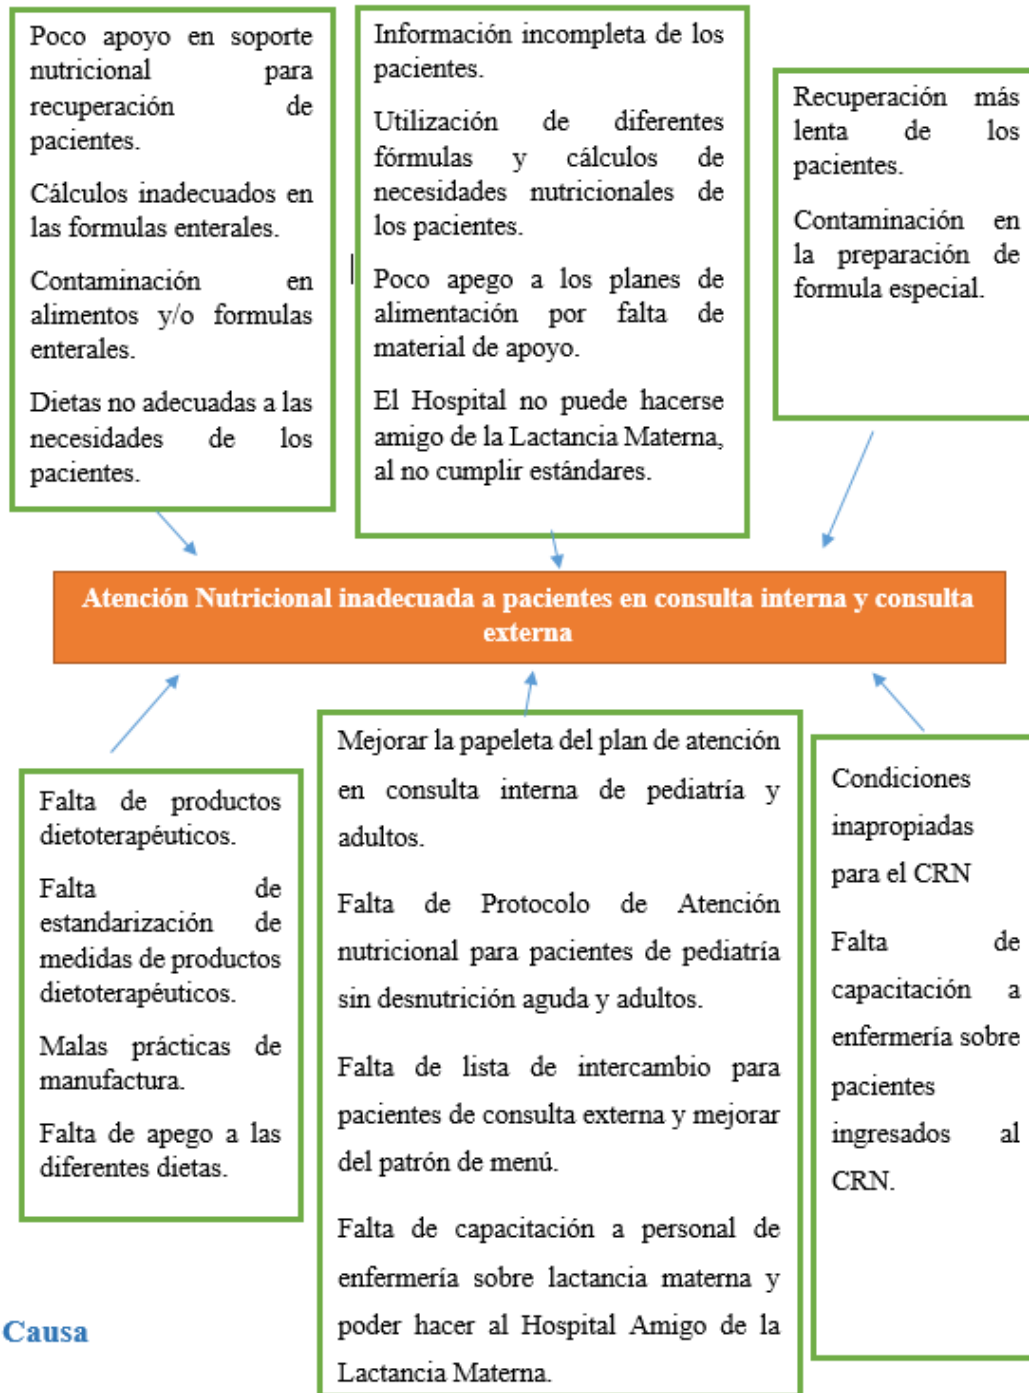 Poco apoyo en soporte
nutricional para
recuperación de
pacientes.
Cálculos inadecuados en
las formulas enterales.
Contaminación en
alimentos y/o formulas
enterales.
Dietas no adecuadas a las
necesidades de los
pacientes.
Información incompleta de los
pacientes.
Utilización de diferentes
fórmulas y cálculos de
necesidades nutricionales de
los pacientes.
Poco apego a los planes de
alimentación por falta de
material de apoyo.
El Hospital no puede hacerse
amigo de la Lactancia Materna,
al no cumplir estándares.
Recuperación más
lenta de los
pacientes.
Contaminación en
la preparación de
formula especial.
Atención Nutricional inadecuada a pacientes en consulta interna y consulta
externa
Falta de productos
dietoterapéuticos.
Falta de
estandarización de
medidas de productos
dietoterapéuticos.
Malas prácticas de
manufactura.
Falta de apego a las
diferentes dietas.
Mejorar la papeleta del plan de atención
en consulta interna de pediatría y
adultos.
Falta de Protocolo de Atención
nutricional para pacientes de pediatría
sin desnutrición aguda y adultos.
Falta de lista de intercambio para
pacientes de consulta externa y mejorar
del patrón de menú.
Falta de capacitación a personal de
enfermería sobre lactancia materna y
poder hacer al Hospital Amigo de la
Lactancia Materna.
Condiciones
inapropiadas
para el CRN
Falta de
capacitación a
enfermería sobre
pacientes
ingresados al
CRN.
Causa